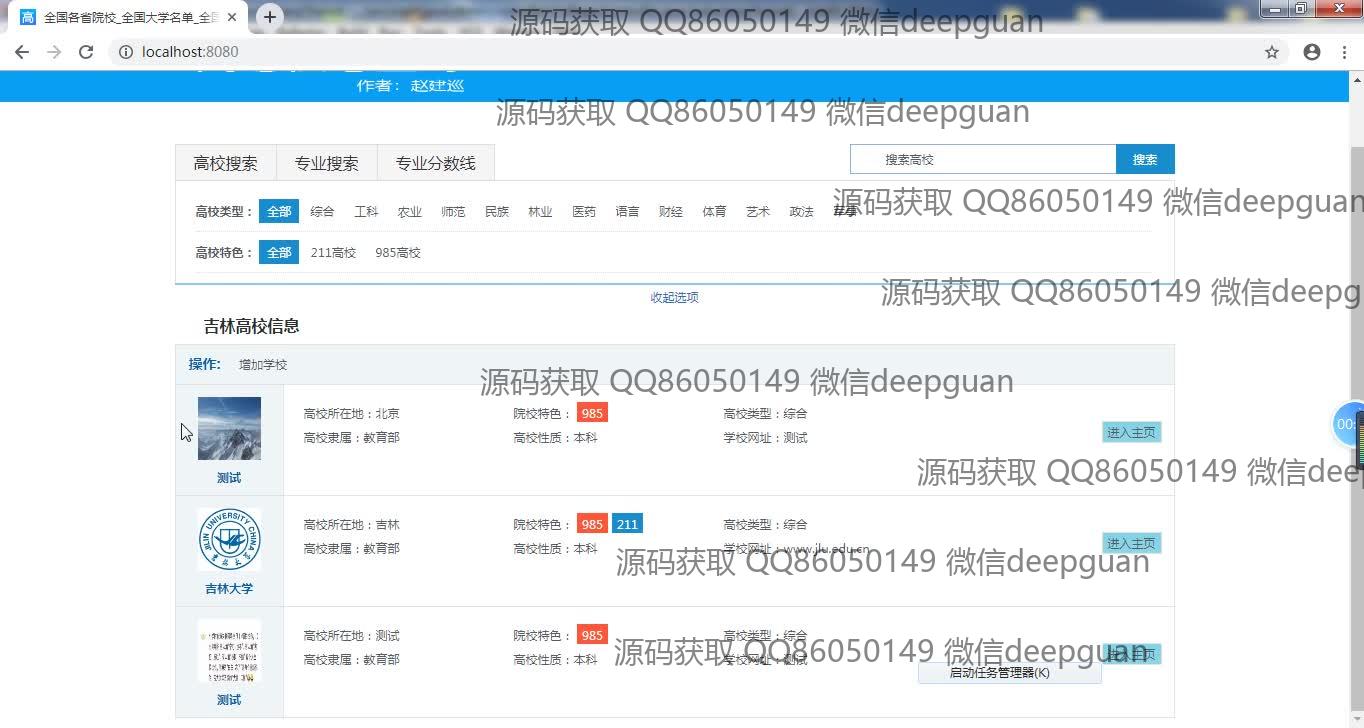 全国各省院校_全国大学名单_全国
源码获取 QQ86050149 微信deepguan
localhost:8080
作者： 赵建巡
源码获取 QQ86050149 微信deepguan
高校搜索 专业搜索 专业分数线 搜索高校 搜索
高校类型： 全部 综合 工科 农业 师范 民族 林业 医药 语言 财经 体育 艺术 政法
源码获取 QQ86050149 微信deepguan
高校特色： 全部 211高校 985高校
收起选项
源码获取 QQ86050149 微信deepg
吉林高校信息
操作： 增加学校
源码获取 QQ86050149 微信deepguan
高校所在地：北京 院校特色： 985 高校类型：综合
高校隶属：教育部 高校性质：本科 学校网址：测试
进入主页
00:
测试
源码获取 QQ86050149 微信deep
JILIN UNIVERSITY CHINA
高校所在地：吉林 院校特色： 985 211 高校类型：综合
高校隶属：教育部 高校性质：本科 学校网址：www.jlu.edu.cn
进入主页
源码获取 QQ86050149 微信deepguan
吉林大学
高校所在地：测试 院校特色： 985 高校类型：综合
高校隶属：教育部 高校性质：本科 学校网址：测试
进入主页
源码获取 QQ86050149 微信deepguan
启动任务管理器(K)
测试